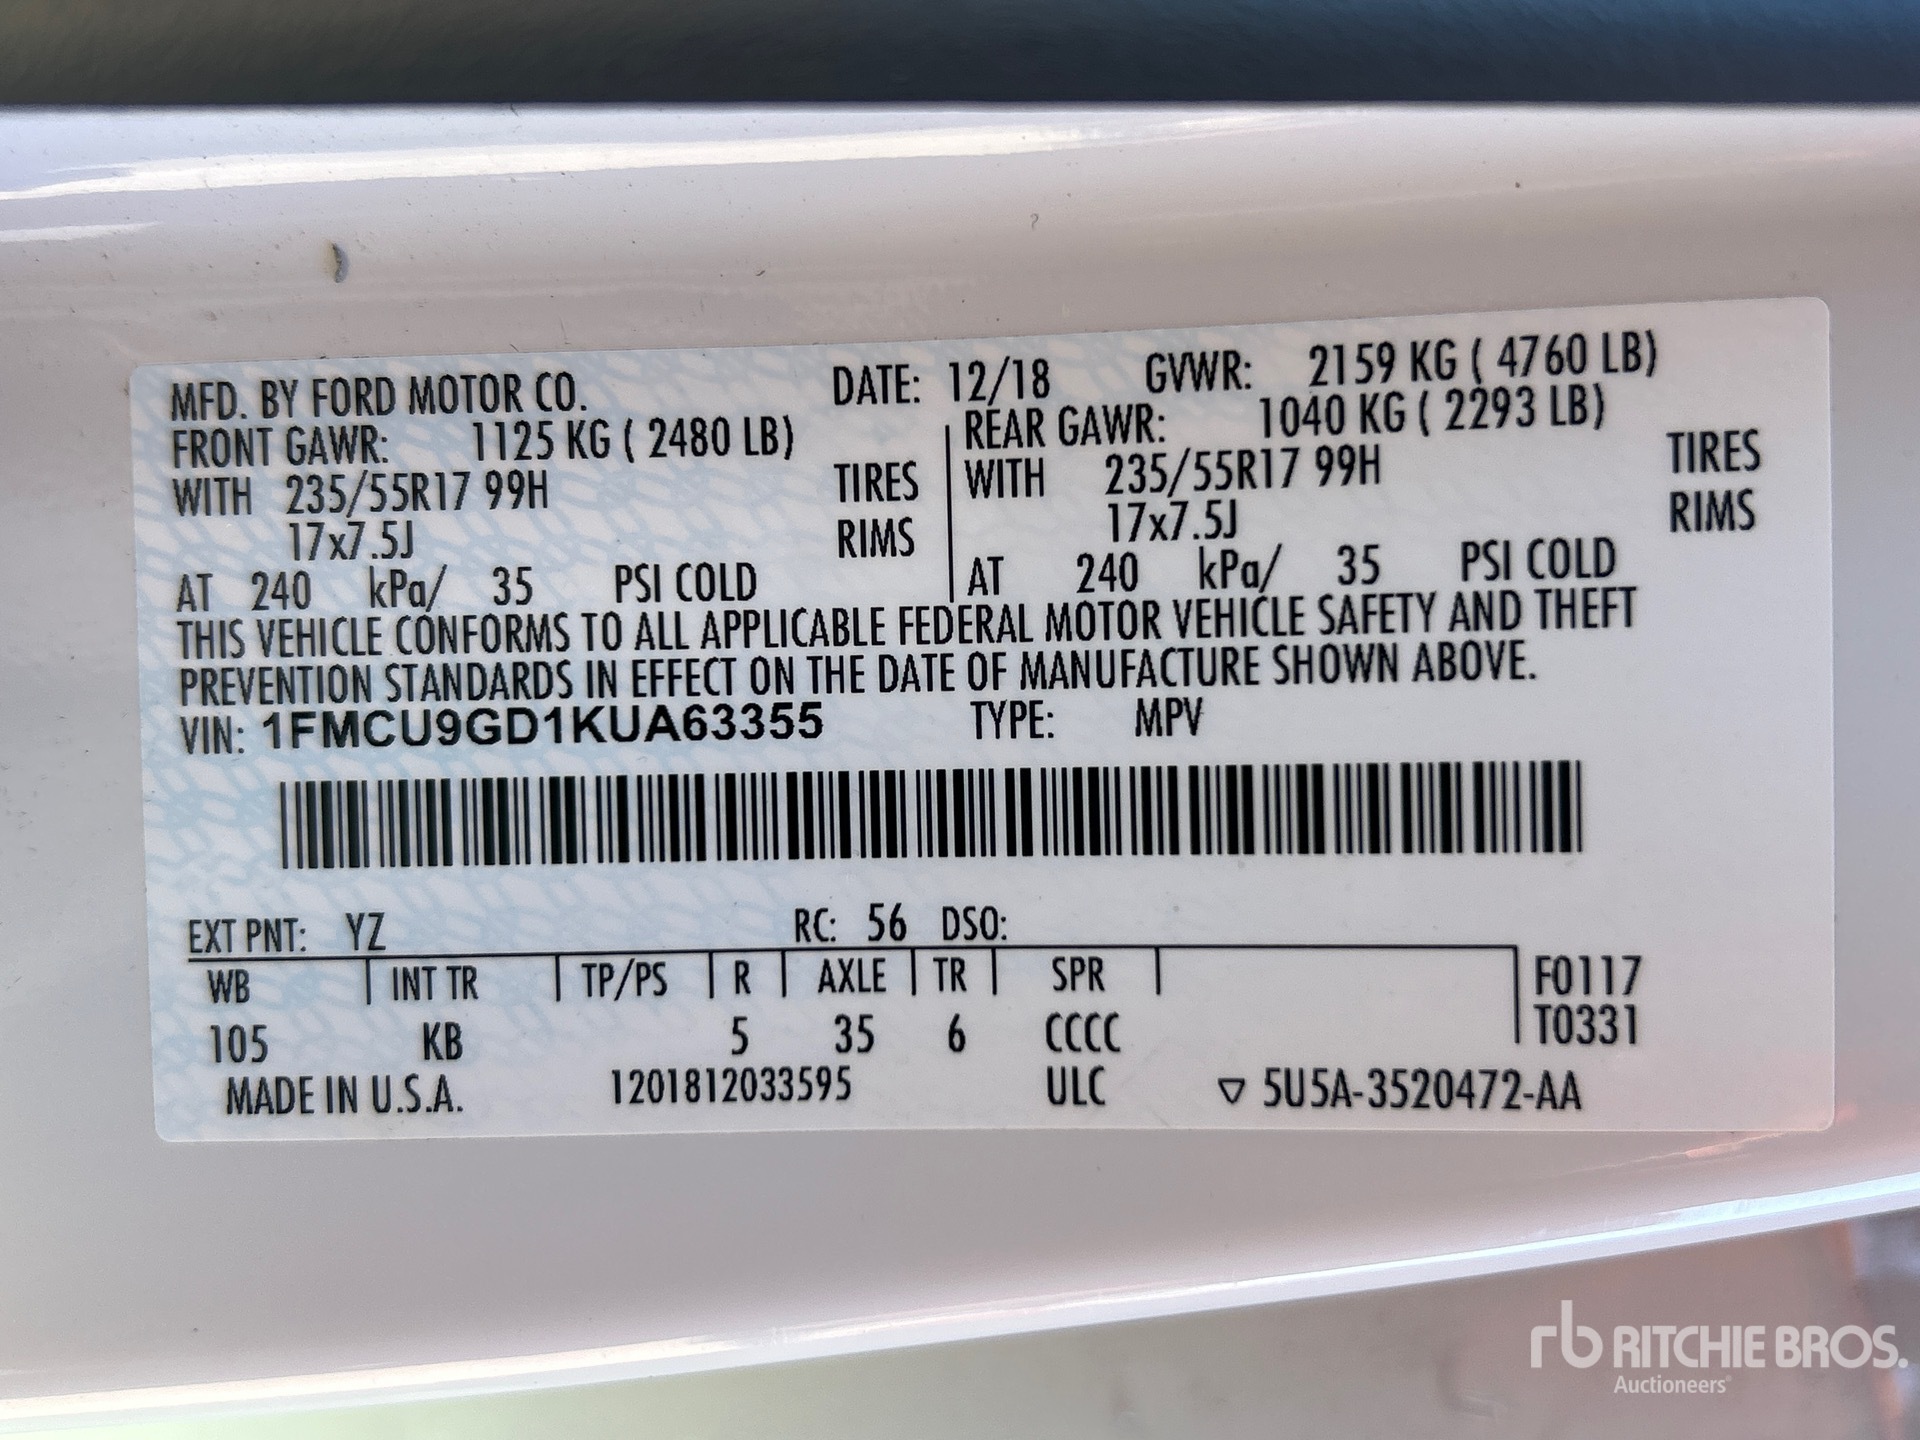 MFD. BY FORD MOTOR CO. DATE: 12/18 GVWR: 2159 KG ( 4760 LB)
FRONT GAWR: 1125 KG ( 2480 LB) REAR GAWR: 1040 KG ( 2293 LB)
WITH 235/55R17 99H TIRES WITH 235/55R17 99H TIRES
17x7.5J RIMS 17x7.5J RIMS
AT 240 kPa/ 35 PSI COLD AT 240 kPa/ 35 PSI COLD
THIS VEHICLE CONFORMS TO ALL APPLICABLE FEDERAL MOTOR VEHICLE SAFETY AND THEFT
PREVENTION STANDARDS IN EFFECT ON THE DATE OF MANUFACTURE SHOWN ABOVE.
VIN: 1FMCU9GD1KUA63355 TYPE: MPV
EXT PNT: YZ RC: 56 DSO:
WB INT TR TP/PS R AXLE TR SPR F0117
105 KB 5 35 6 CCCC T0331
MADE IN U.S.A. 1201812033595 ULC ▽ 5U5A-3520472-AA
rb RITCHIE BROS.
Auctioneers